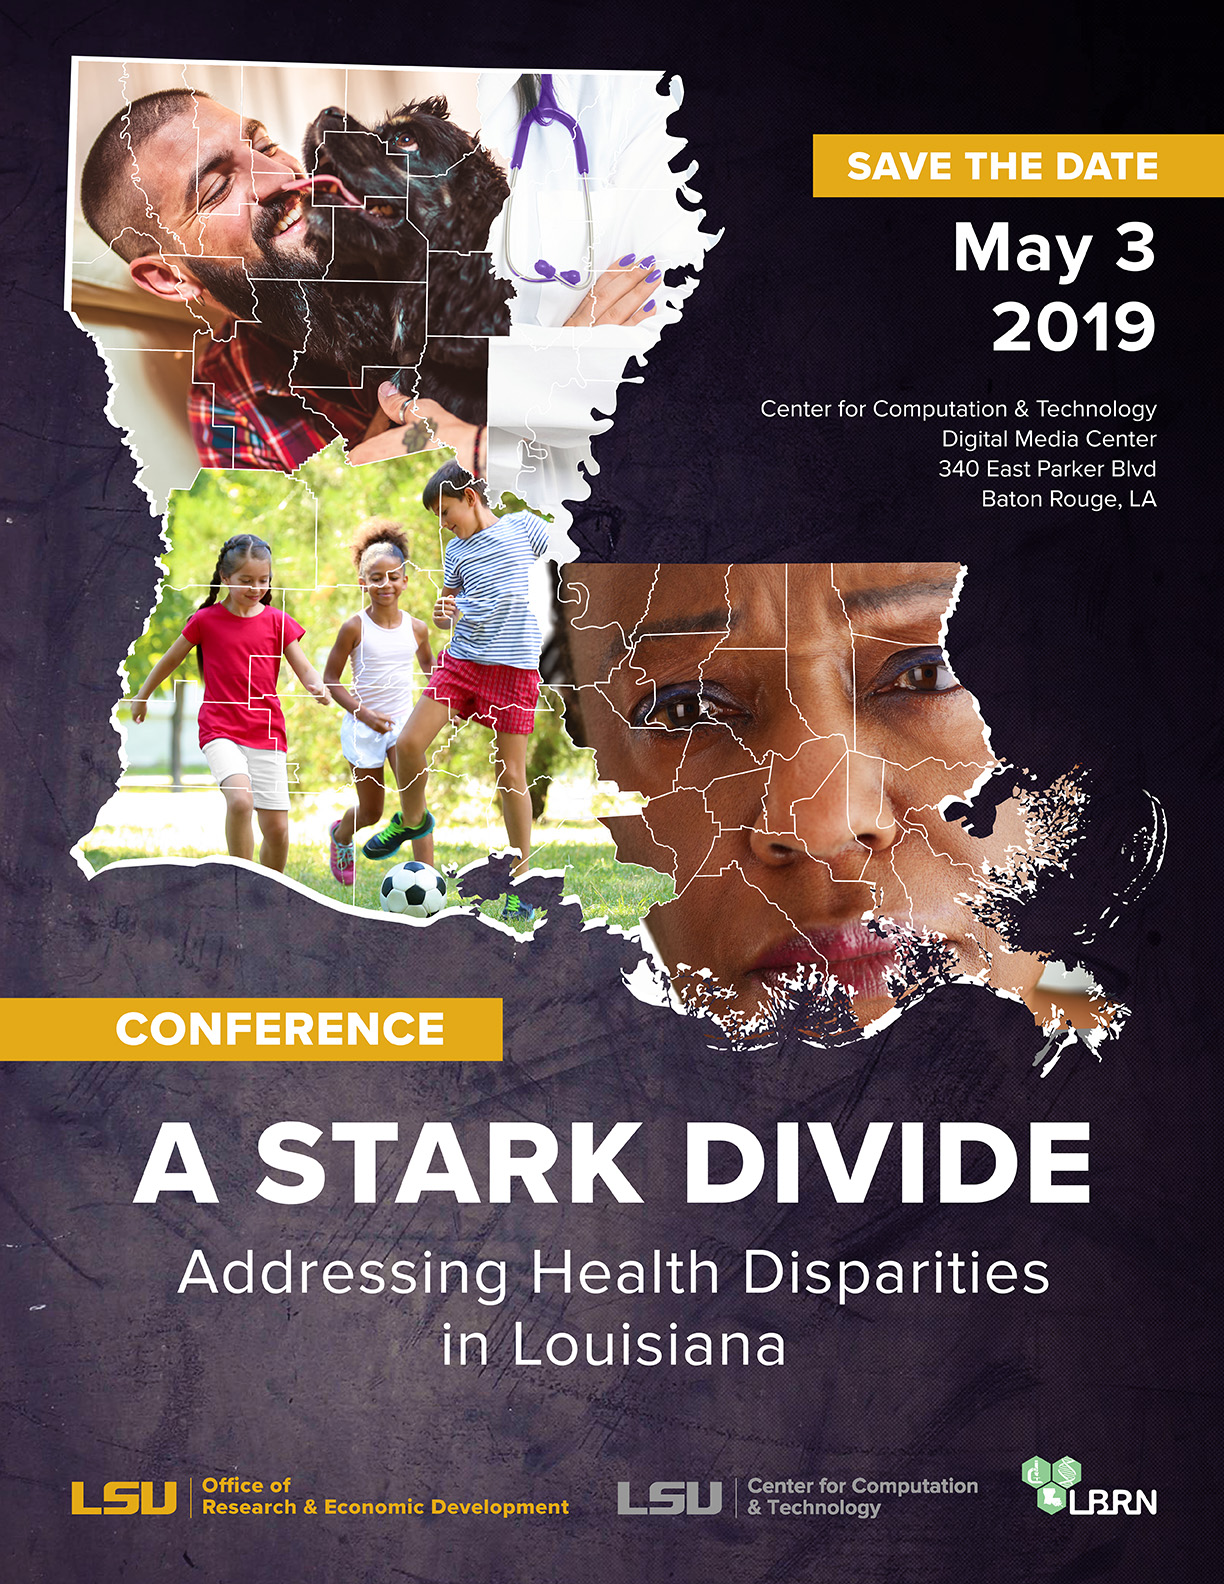 SAVE THE DATE
May 3
2019
Center for Computation & Technology
Digital Media Center
340 East Parker Blvd
Baton Rouge, LA
CONFERENCE
A STARK DIVIDE
Addressing Health Disparities
in Louisiana
LSU Office of
Research & Economic Development
LSU Center for Computation
& Technology
LBRN